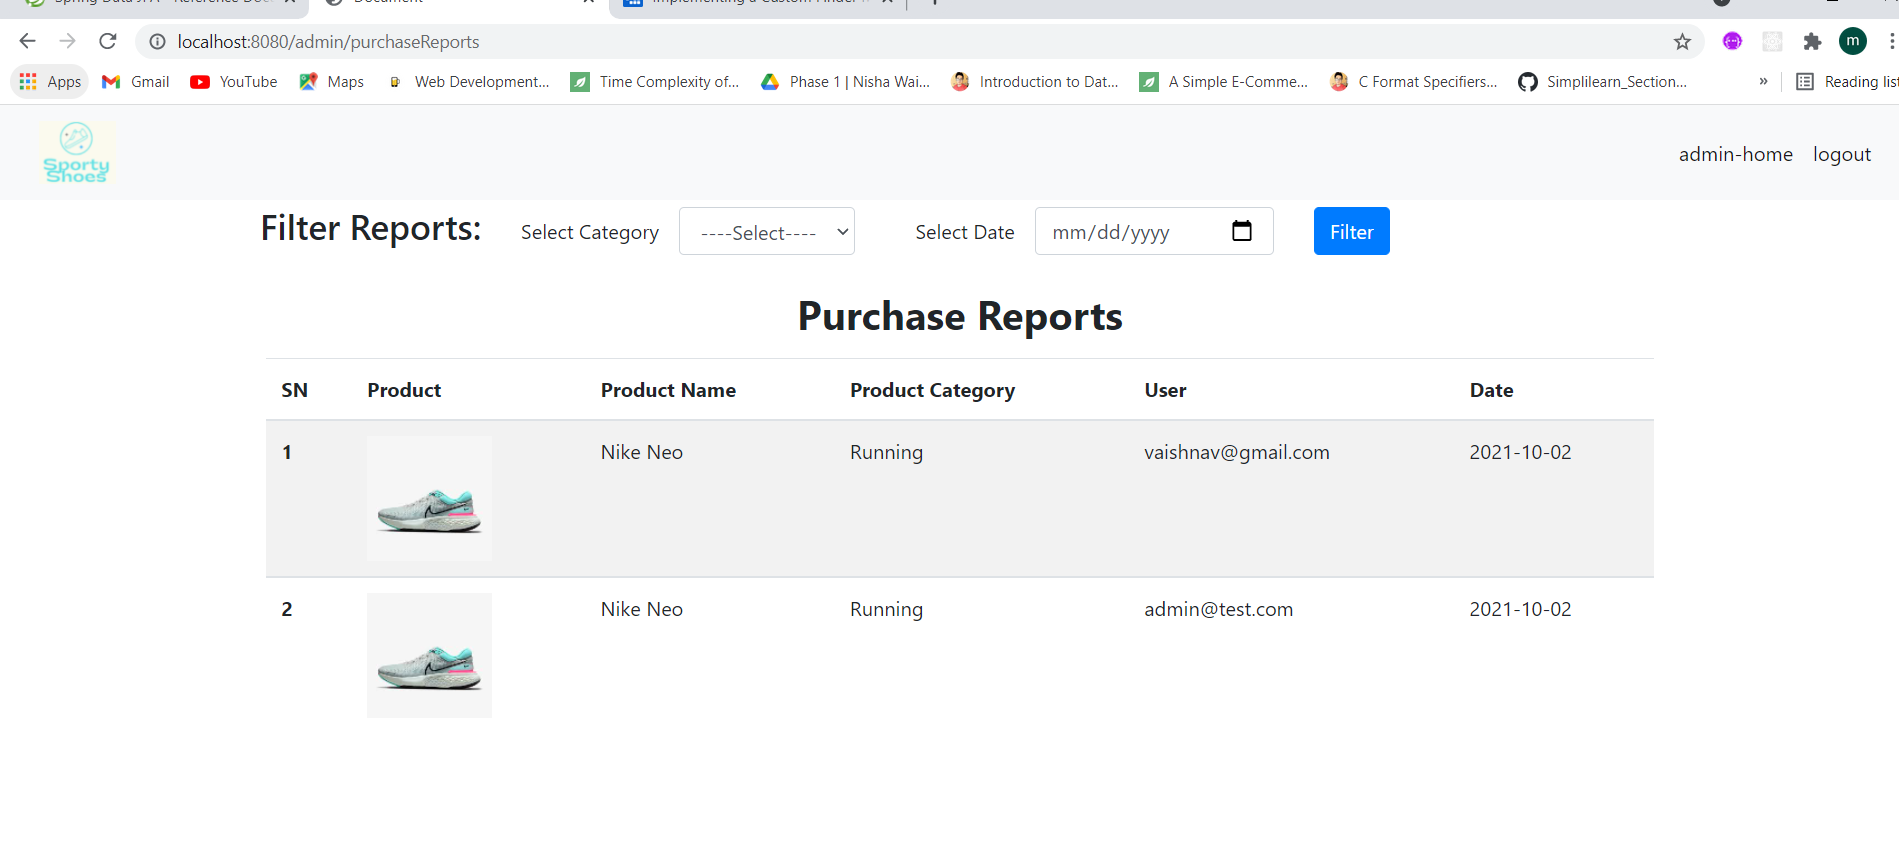 localhost:8080/admin/purchaseReports
m
Apps Gmail YouTube Maps Web Development... Time Complexity of... Phase 1 | Nisha Wai... Introduction to Dat... A Simple E-Comme... C Format Specifiers... Simplilearn_Section... » Reading list
Sporty
Shoes
admin-home logout
Filter Reports: Select Category ----Select---- Select Date mm/dd/yyyy Filter
Purchase Reports
SN Product Product Name Product Category User Date
1 Nike Neo Running vaishnav@gmail.com 2021-10-02
2 Nike Neo Running admin@test.com 2021-10-02